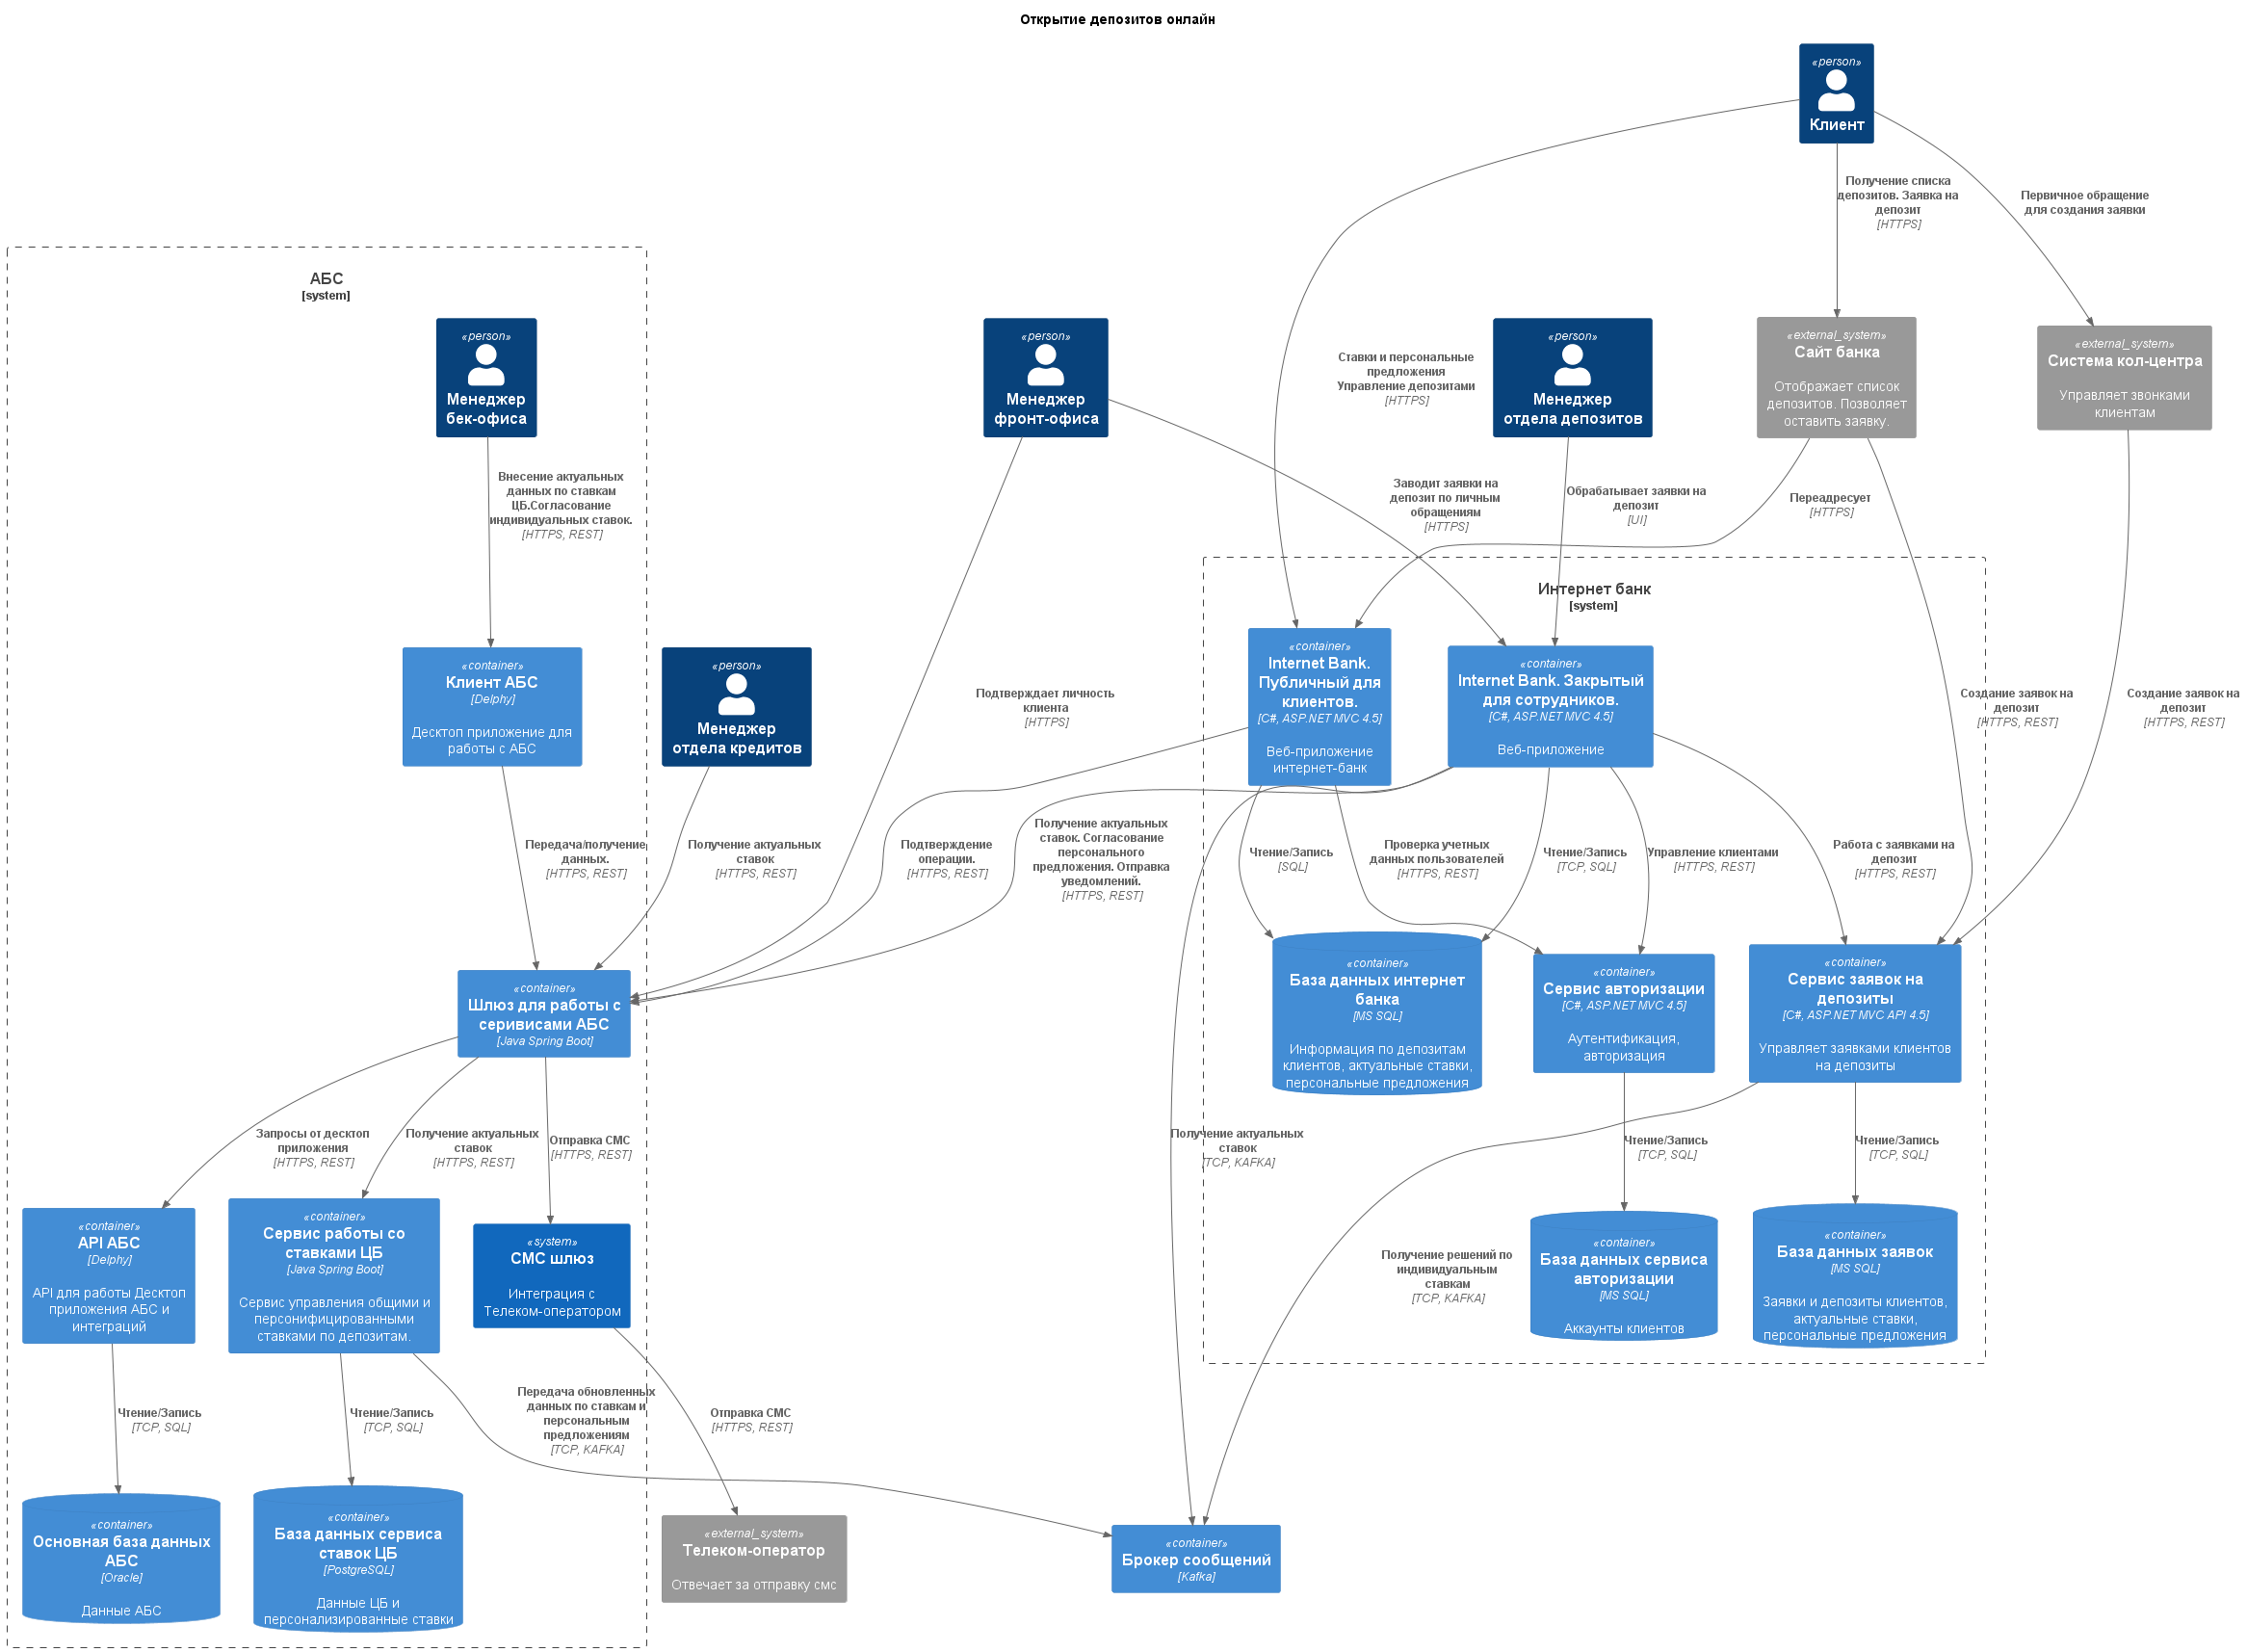 Открытие депозитов онлайн
«person»
Клиент
Получение списка
депозитов. Заявка на
депозит
[HTTPS]
Первичное обращение
для создания заявки
АБС
[system]
«person»
Менеджер
бек-офиса
«person»
Менеджер
фронт-офиса
Ставки и персональные
предложения
Управление депозитами
[HTTPS]
«person»
Менеджер
отдела депозитов
«external_system»
Сайт банка
Отображает список
депозитов. Позволяет
оставить заявку.
«external_system»
Система кол-центра
Управляет звонками
клиентам
Внесение актуальных
данных по ставкам
ЦБ.Согласование
индивидуальных ставок.
[HTTPS, REST]
Заводит заявки на
депозит по личным
обращениям
[HTTPS]
Обрабатывает заявки на
депозит
[UI]
Переадресует
[HTTPS]
Интернет банк
[system]
«container»
Клиент АБС
[Delphy]
Десктоп приложение для
работы с АБС
«person»
Менеджер
отдела кредитов
Подтверждает личность
клиента
[HTTPS]
«container»
Internet Bank.
Публичный для
клиентов.
[C#, ASP.NET MVC 4.5]
Веб-приложение
интернет-банк
«container»
Internet Bank. Закрытый
для сотрудников.
[C#, ASP.NET MVC 4.5]
Веб-приложение
Создание заявок на
депозит
[HTTPS, REST]
Создание заявок на
депозит
[HTTPS, REST]
Передача/получение
данных.
[HTTPS, REST]
Получение актуальных
ставок
[HTTPS, REST]
Подтверждение
операции.
[HTTPS, REST]
Получение актуальных
ставок. Согласование
персонального
предложения. Отправка
уведомлений.
[HTTPS, REST]
Чтение/Запись
[SQL]
Проверка учетных
данных пользователей
[HTTPS, REST]
Чтение/Запись
[TCP, SQL]
Управление клиентами
[HTTPS, REST]
Работа с заявками на
депозит
[HTTPS, REST]
«container»
Шлюз для работы с
серивисами АБС
[Java Spring Boot]
«container»
База данных интернет
банка
[MS SQL]
Информация по депозитам
клиентов, актуальные ставки,
персональные предложения
«container»
Сервис авторизации
[C#, ASP.NET MVC 4.5]
Аутентификация,
авторизация
«container»
Сервис заявок на
депозиты
[C#, ASP.NET MVC API 4.5]
Управляет заявками клиентов
на депозиты
Запросы от десктоп
приложения
[HTTPS, REST]
Получение актуальных
ставок
[HTTPS, REST]
Отправка СМС
[HTTPS, REST]
Получение актуальных
ставок
[TCP, KAFKA]
Чтение/Запись
[TCP, SQL]
Чтение/Запись
[TCP, SQL]
«container»
API АБС
[Delphy]
API для работы Десктоп
приложения АБС и
интеграций
«container»
Сервис работы со
ставками ЦБ
[Java Spring Boot]
Сервис управления общими и
персонифицированными
ставками по депозитам.
«system»
СМС шлюз
Интеграция с
Телеком-оператором
Получение решений по
индивидуальным
ставкам
[TCP, KAFKA]
«container»
База данных сервиса
авторизации
[MS SQL]
Аккаунты клиентов
«container»
База данных заявок
[MS SQL]
Заявки и депозиты клиентов,
актуальные ставки,
персональные предложения
Чтение/Запись
[TCP, SQL]
Чтение/Запись
[TCP, SQL]
Передача обновленных
данных по ставкам и
персональным
предложениям
[TCP, KAFKA]
Отправка СМС
[HTTPS, REST]
«container»
Основная база данных
АБС
[Oracle]
Данные АБС
«container»
База данных сервиса
ставок ЦБ
[PostgreSQL]
Данные ЦБ и
персонализированные ставки
«external_system»
Телеком-оператор
Отвечает за отправку смс
«container»
Брокер сообщений
[Kafka]